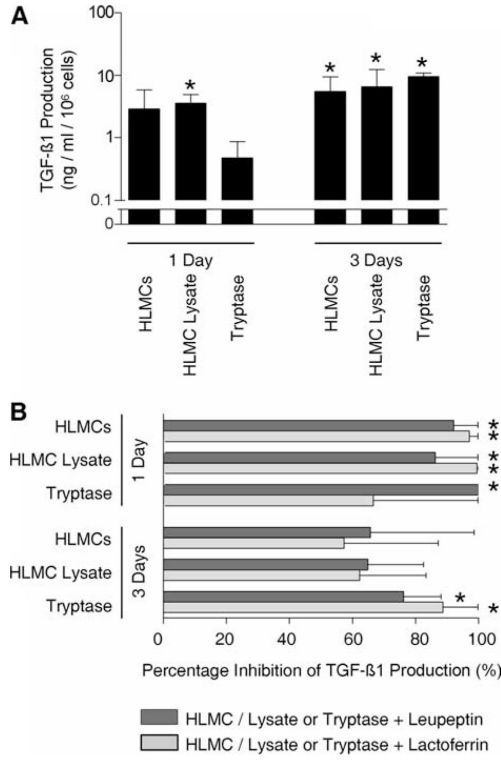 A
TGF-ß1 Production
(ng / ml / 10⁶ cells)
100
10
1
0.1
0
* * * *
1 Day
3 Days
HLMCs
HLMC Lysate
Tryptase
HLMCs
HLMC Lysate
Tryptase
B
1 Day
HLMCs
*
*
HLMC Lysate
*
*
Tryptase
*
3 Days
HLMCs
HLMC Lysate
Tryptase
*
*
0 20 40 60 80 100
Percentage Inhibition of TGF-ß1 Production (%)
HLMC / Lysate or Tryptase + Leupeptin
HLMC / Lysate or Tryptase + Lactoferrin